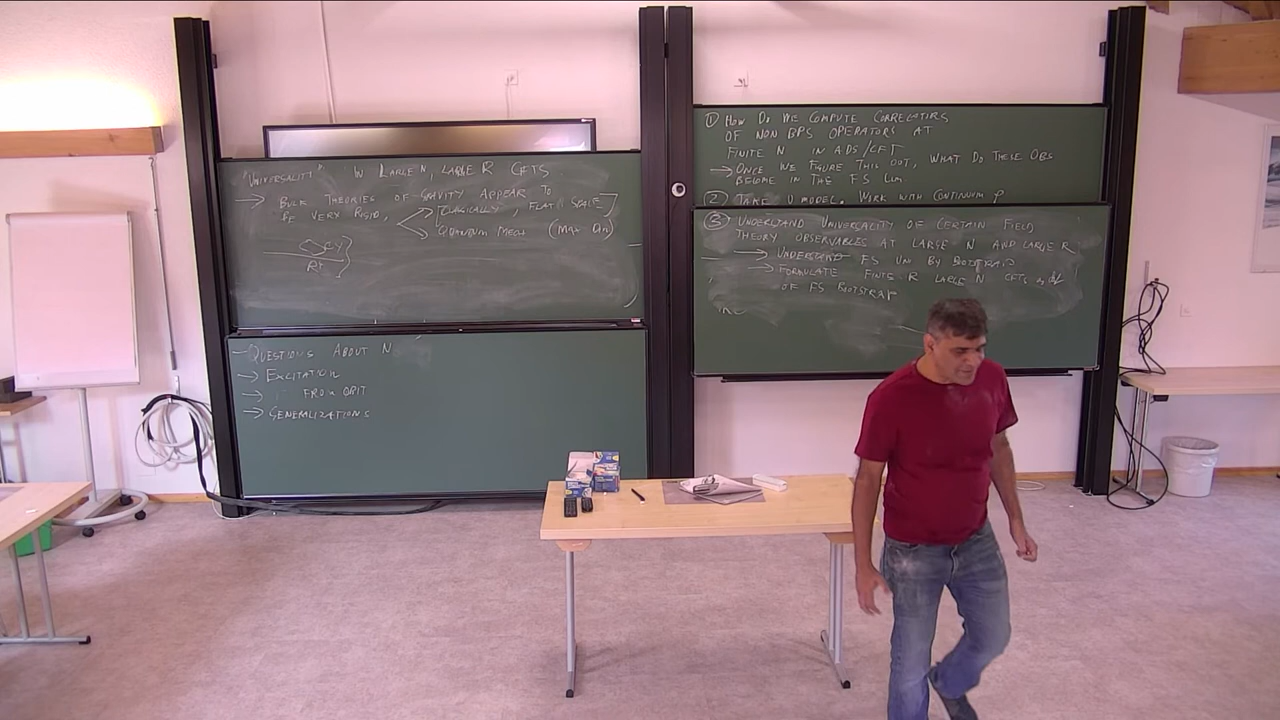 "UNIVERSALITY" IN LARGE N, LARGE R CFTS
→ BULK THEORIES OF GRAVITY APPEAR TO
BE VERY RIGID, CLASSICALLY, FLAT SPACE
QUANTUM MECH
- QUESTIONS ABOUT N
→ EXCITATION
→ FROM ORIT
→ GENERALIZATIONS
① HOW DO WE COMPUTE CORRELATORS
OF NON BPS OPERATORS AT
FINITE N IN ADS/CFT
→ ONCE WE FIGURE THIS OUT, WHAT DO THESE OBS
BECOME IN THE FS LIM
② TAKE U MODEL. WORK WITH CONTINUUM
③ UNDERSTAND UNIVERSALITY OF CERTAIN FIELD
THEORY OBSERVABLES AT LARGE N AND LARGE R
→ UNDERSTAND FS UNI BY BOOTSTRAP
→ FORMULATE FINITE R LARGE N CFTS
OF FS BOOTSTRAP